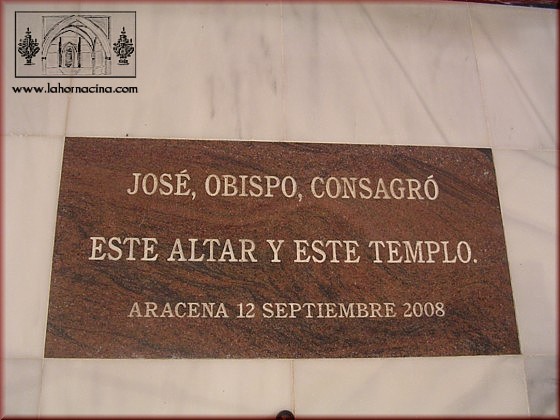 www.lahornacina.com
JOSÉ, OBISPO, CONSAGRÓ
ESTE ALTAR Y ESTE TEMPLO.
ARACENA 12 SEPTIEMBRE 2008